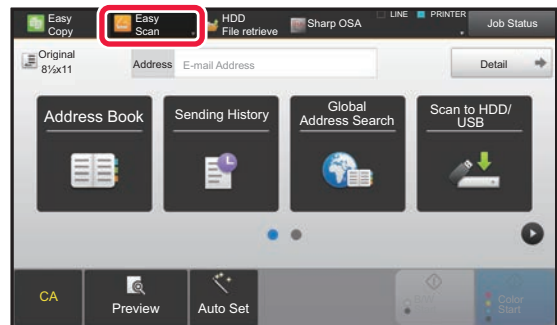 Easy
Copy
Easy
Scan
HDD
File retrieve
Sharp OSA
LINE
PRINTER
Job Status
Original
8½x11
Address
E-mail Address
Detail
Address Book
Sending History
Global
Address Search
Scan to HDD/
USB
CA
Preview
Auto Set
B/W
Start
Color
Start